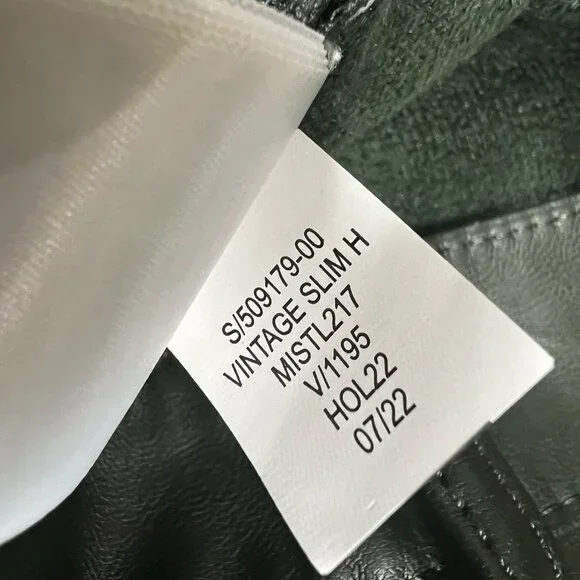 S/509179-00
VINTAGE SLIM H
MISTL217
V/1195
HOL22
07/22